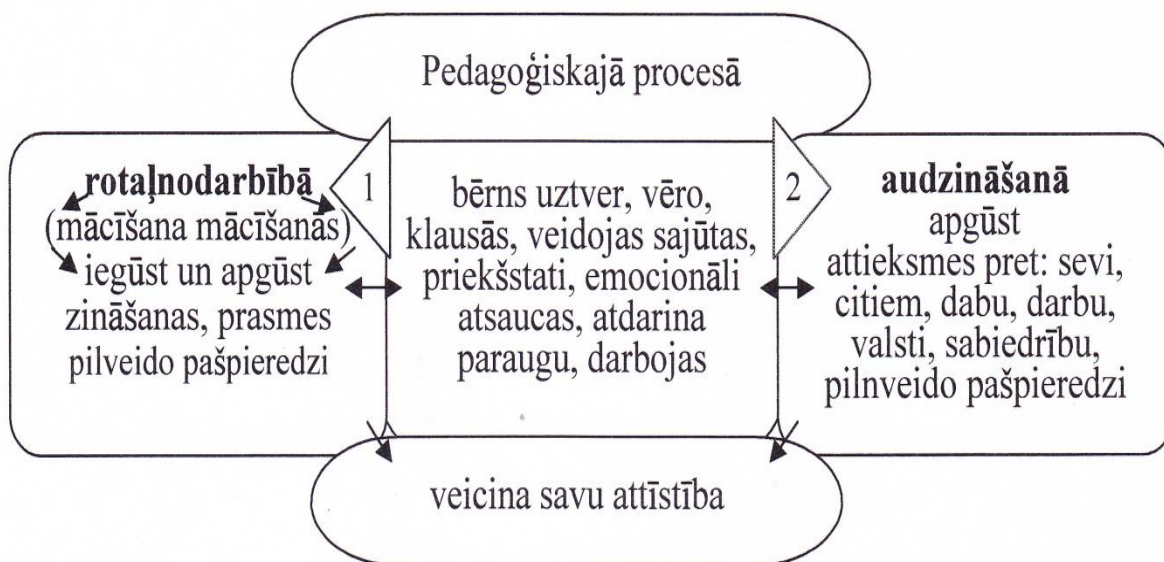 Pedagoģiskajā procesā
rotaļnodarbībā
(mācīšana mācīšanās)
iegūst un apgūst
zināšanas, prasmes
pilveido pašpieredzi
1
bērns uztver, vēro,
klausās, veidojas sajūtas,
priekšstati, emocionāli
atsaucas, atdarina
paraugu, darbojas
2
audzināšanā
apgūst
attieksmes pret: sevi,
citiem, dabu, darbu,
valsti, sabiedrību,
pilnveido pašpieredzi
veicina savu attīstība